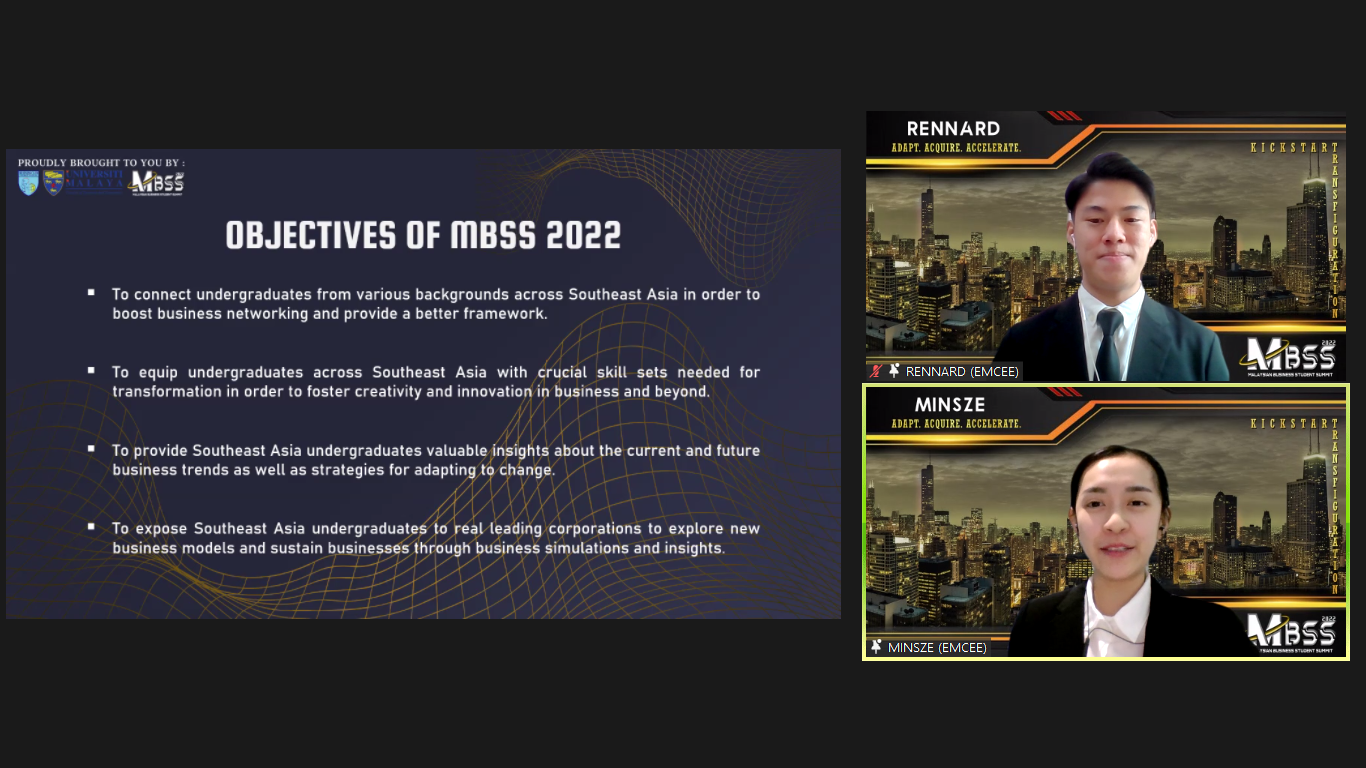 PROUDLY BROUGHT TO YOU BY :
UNIVERSITI
MALAYA
MBSS
MALAYSIAN BUSINESS STUDENT SUMMIT
OBJECTIVES OF MBSS 2022
▪ To connect undergraduates from various backgrounds across Southeast Asia in order to
boost business networking and provide a better framework.
▪ To equip undergraduates across Southeast Asia with crucial skill sets needed for
transformation in order to foster creativity and innovation in business and beyond.
▪ To provide Southeast Asia undergraduates valuable insights about the current and future
business trends as well as strategies for adapting to change.
▪ To expose Southeast Asia undergraduates to real leading corporations to explore new
business models and sustain businesses through business simulations and insights.
RENNARD
ADAPT. ACQUIRE. ACCELERATE.
KICKSTART
TRANSFIGURATION
2022
MBSS
MALAYSIAN BUSINESS STUDENT SUMMIT
RENNARD (EMCEE)
MINSZE
ADAPT. ACQUIRE. ACCELERATE.
KICKSTART
TRANSFIGURATION
2022
MBSS
YSIAN BUSINESS STUDENT SUMMIT
MINSZE (EMCEE)